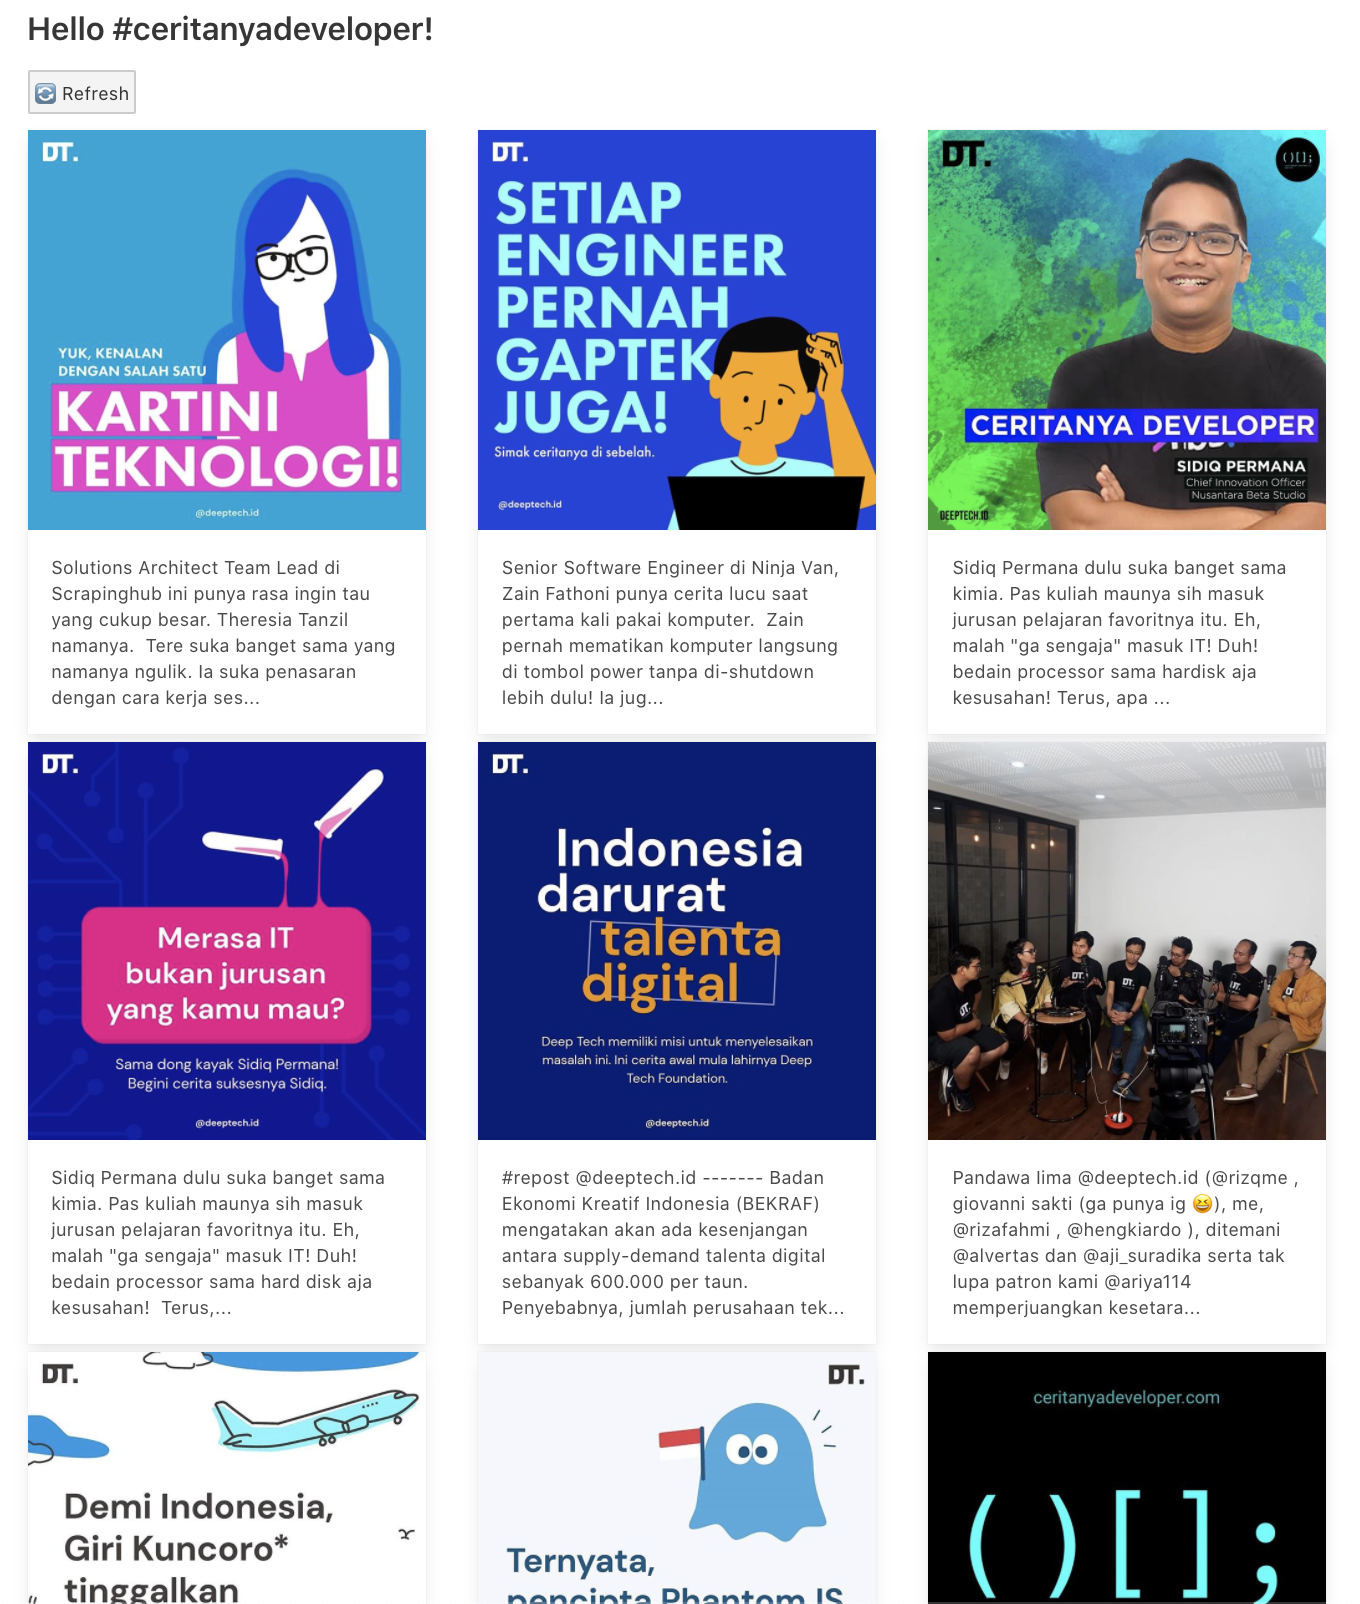 Hello #ceritanyadeveloper!
Refresh
DT.
YUK, KENALAN
DENGAN SALAH SATU
KARTINI
TEKNOLOGI!
@deeptech.id
Solutions Architect Team Lead di
Scrapinghub ini punya rasa ingin tau
yang cukup besar. Theresia Tanzil
namanya.  Tere suka banget sama yang
namanya ngulik. Ia suka penasaran
dengan cara kerja ses...
DT.
SETIAP
ENGINEER
PERNAH
GAPTEK
JUGA!
Simak ceritanya di sebelah.
@deeptech.id
Senior Software Engineer di Ninja Van,
Zain Fathoni punya cerita lucu saat
pertama kali pakai komputer.  Zain
pernah mematikan komputer langsung
di tombol power tanpa di-shutdown
lebih dulu! Ia jug...
DT.
()[];
CERITANYA DEVELOPER
SIDIQ PERMANA
Chief Innovation Officer
Nusantara Beta Studio
DEEPTECH.ID
Sidiq Permana dulu suka banget sama
kimia. Pas kuliah maunya sih masuk
jurusan pelajaran favoritnya itu. Eh,
malah "ga sengaja" masuk IT! Duh!
bedain processor sama hardisk aja
kesusahan! Terus, apa ...
DT.
Merasa IT
bukan jurusan
yang kamu mau?
Sama dong kayak Sidiq Permana!
Begini cerita suksesnya Sidiq.
@deeptech.id
Sidiq Permana dulu suka banget sama
kimia. Pas kuliah maunya sih masuk
jurusan pelajaran favoritnya itu. Eh,
malah "ga sengaja" masuk IT! Duh!
bedain processor sama hard disk aja
kesusahan!  Terus,...
DT.
Indonesia
darurat
talenta
digital
Deep Tech memiliki misi untuk menyelesaikan
masalah ini. Ini cerita awal mula lahirnya Deep
Tech Foundation.
@deeptech.id
#repost @deeptech.id ------- Badan
Ekonomi Kreatif Indonesia (BEKRAF)
mengatakan akan ada kesenjangan
antara supply-demand talenta digital
sebanyak 600.000 per taun.
Penyebabnya, jumlah perusahaan tek...
DT.
DT.
Pandawa lima @deeptech.id (@rizqme ,
giovanni sakti (ga punya ig 😆), me,
@rizafahmi , @hengkiardo ), ditemani
@alvertas dan @aji_suradika serta tak
lupa patron kami @ariya114
memperjuangkan kesetara...
DT.
Demi Indonesia,
Giri Kuncoro*
tinggalkan
DT.
Ternyata,
pencipta Phantom JS
ceritanyadeveloper.com
()[];